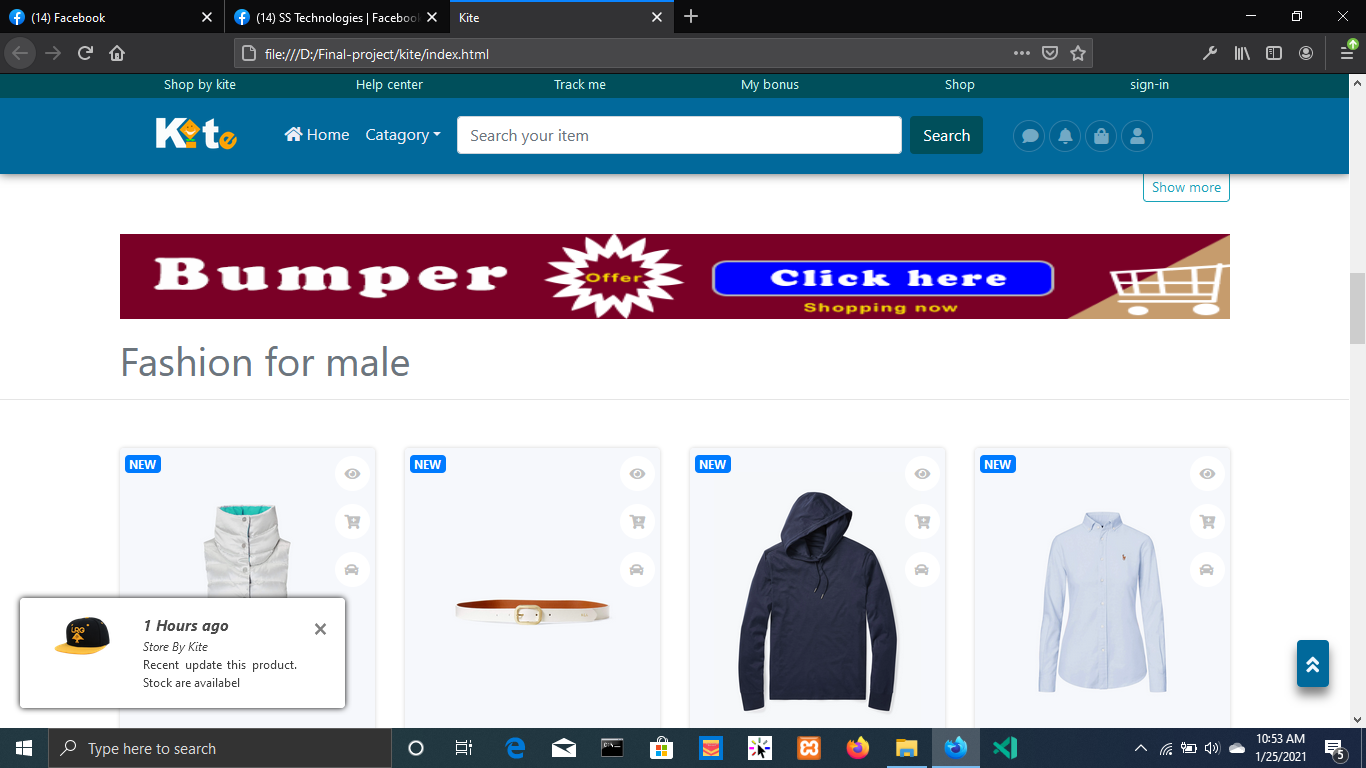 (14) Facebook
(14) SS Technologies | Facebook
Kite
file:///D:/Final-project/kite/index.html
Shop by kite
Help center
Track me
My bonus
Shop
sign-in
Kite
Home
Catagory
Search your item
Search
Show more
Bumper
Offer
Click here
Shopping now
Fashion for male
NEW
NEW
NEW
NEW
LRG
1 Hours ago
Store By Kite
Recent update this product.
Stock are availabel
Type here to search
10:53 AM
1/25/2021
5